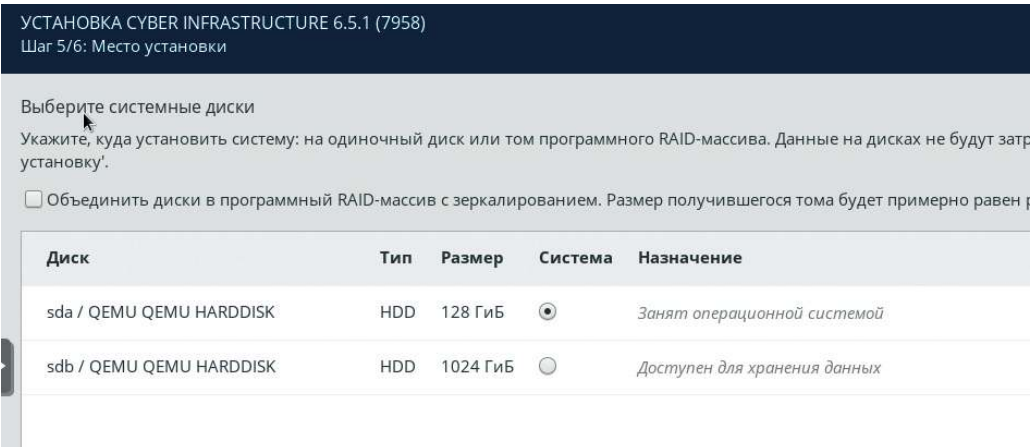 УСТАНОВКА CYBER INFRASTRUCTURE 6.5.1 (7958)
Шаг 5/6: Место установки
Выберите системные диски
Укажите, куда установить систему: на одиночный диск или том программного RAID-массива. Данные на дисках не будут затр
установку'.
Объединить диски в программный RAID-массив с зеркалированием. Размер получившегося тома будет примерно равен р
Диск Тип Размер Система Назначение
sda / QEMU QEMU HARDDISK HDD 128 ГиБ Занят операционной системой
sdb / QEMU QEMU HARDDISK HDD 1024 ГиБ Доступен для хранения данных